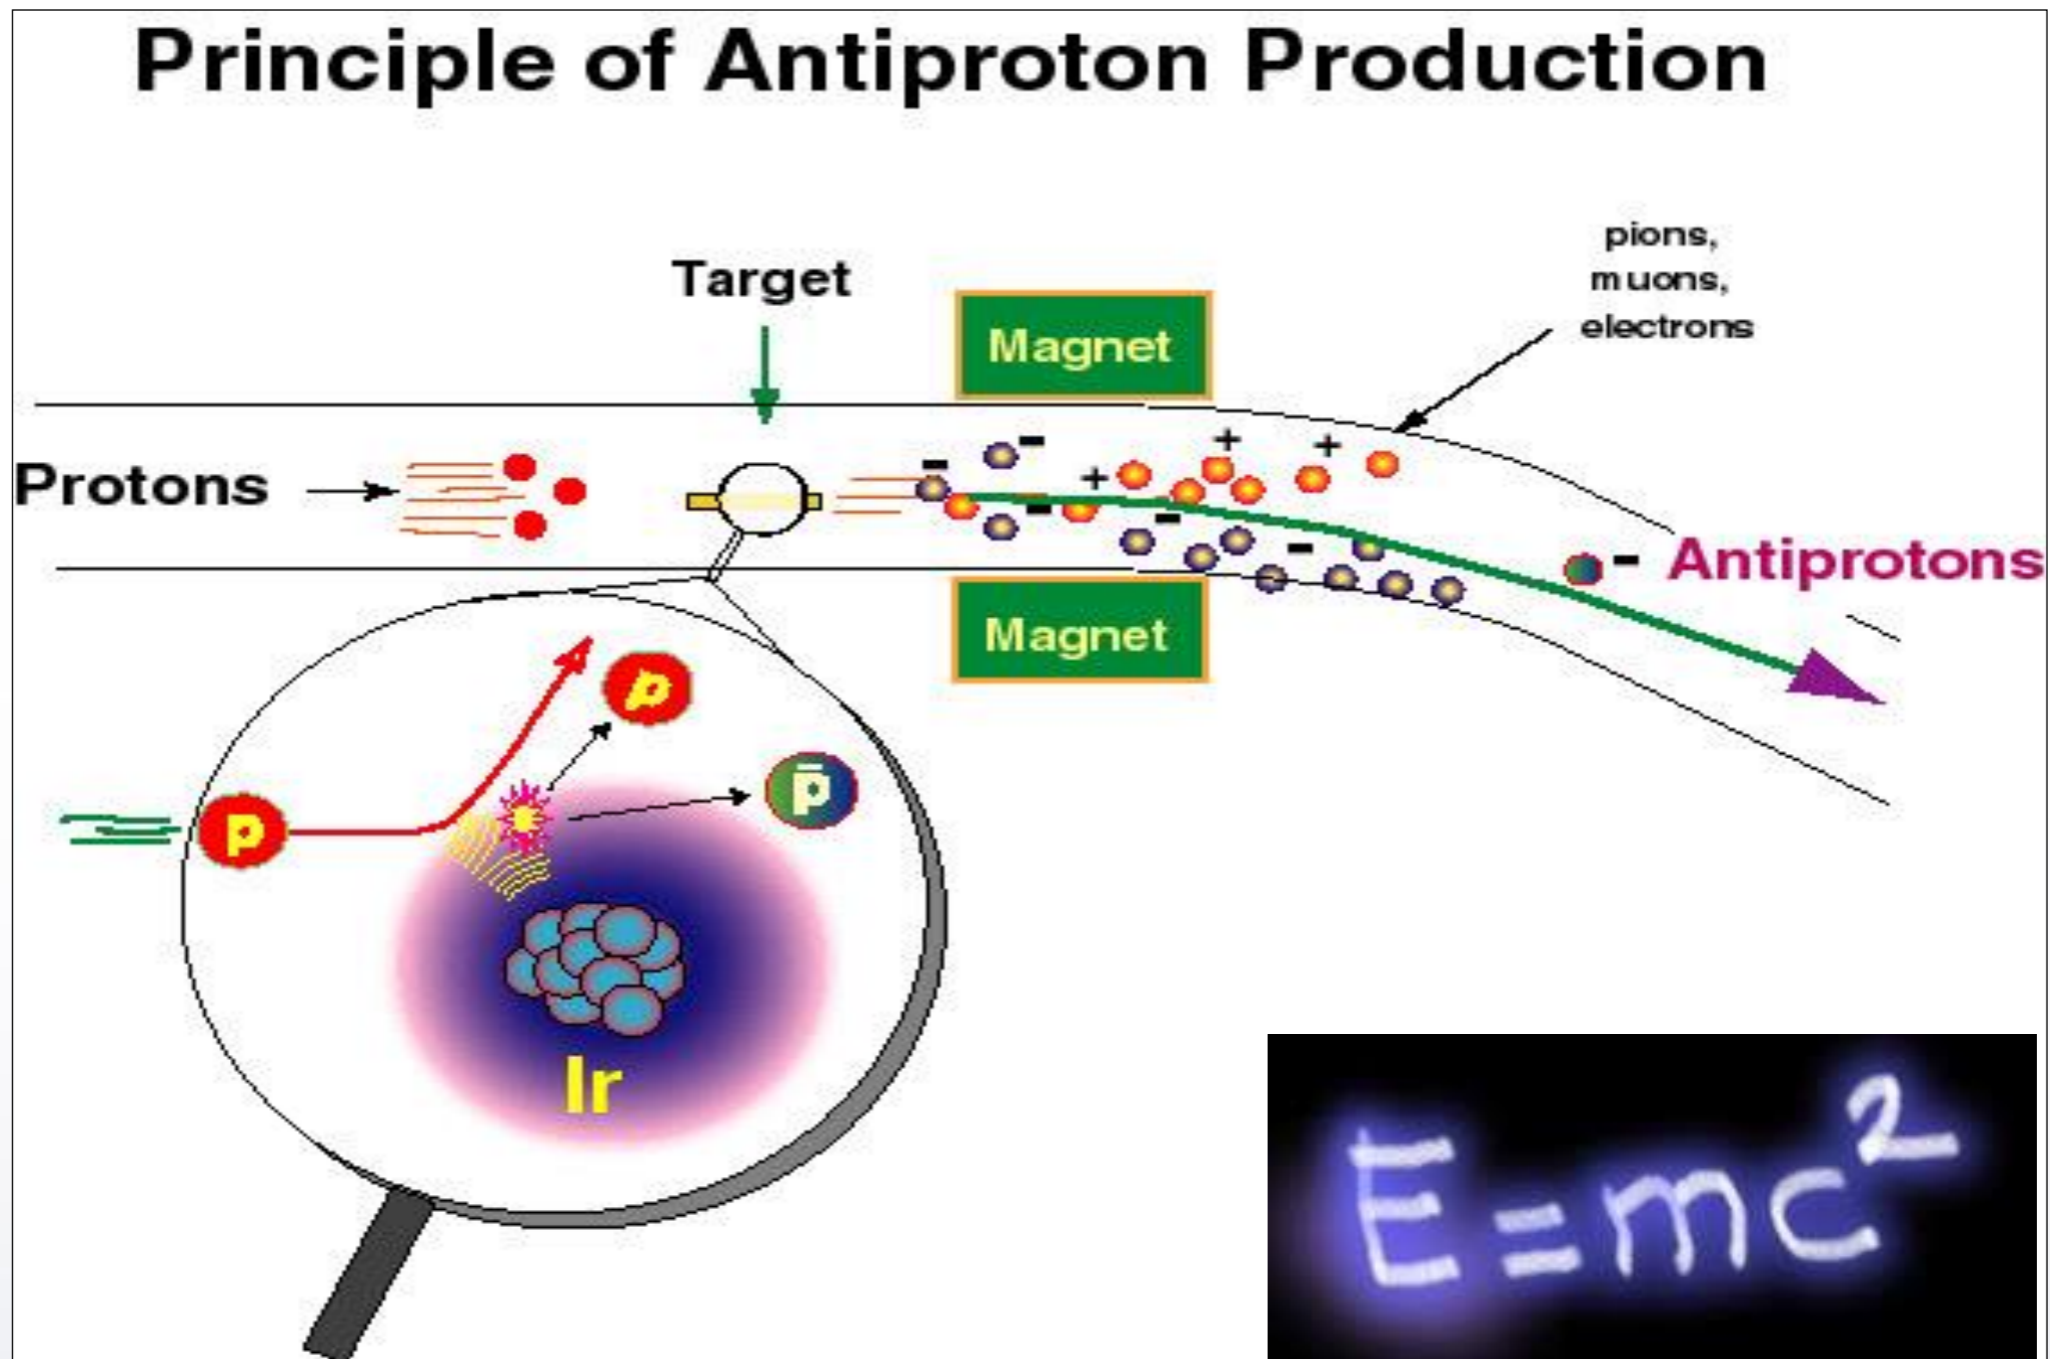 Principle of Antiproton Production
pions,
muons,
electrons
Target
Magnet
- - + + +
Protons
- - -
Antiprotons
-
Magnet
p
p̄
p
Ir
E=mc²